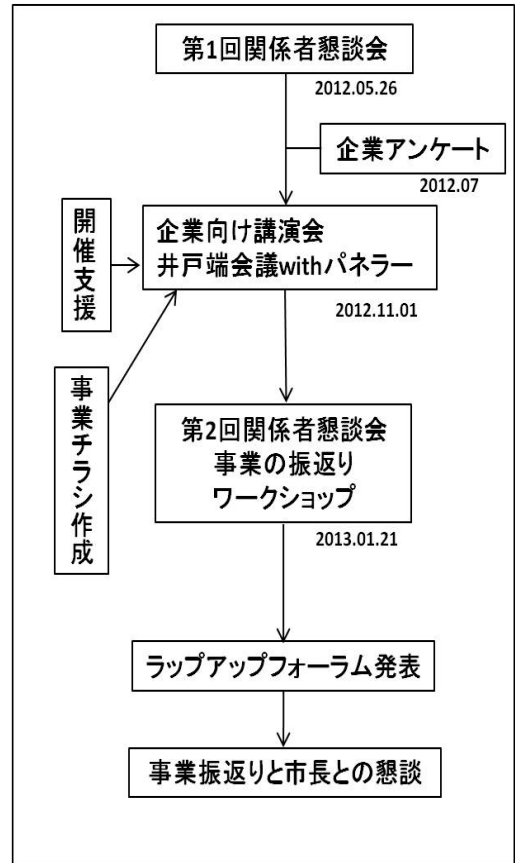 第1回関係者懇談会
2012.05.26
企業アンケート
2012.07
開催支援
企業向け講演会
井戸端会議withパネラー
2012.11.01
事業チラシ作成
第2回関係者懇談会
事業の振返り
ワークショップ
2013.01.21
ラップアップフォーラム発表
事業振返りと市長との懇談